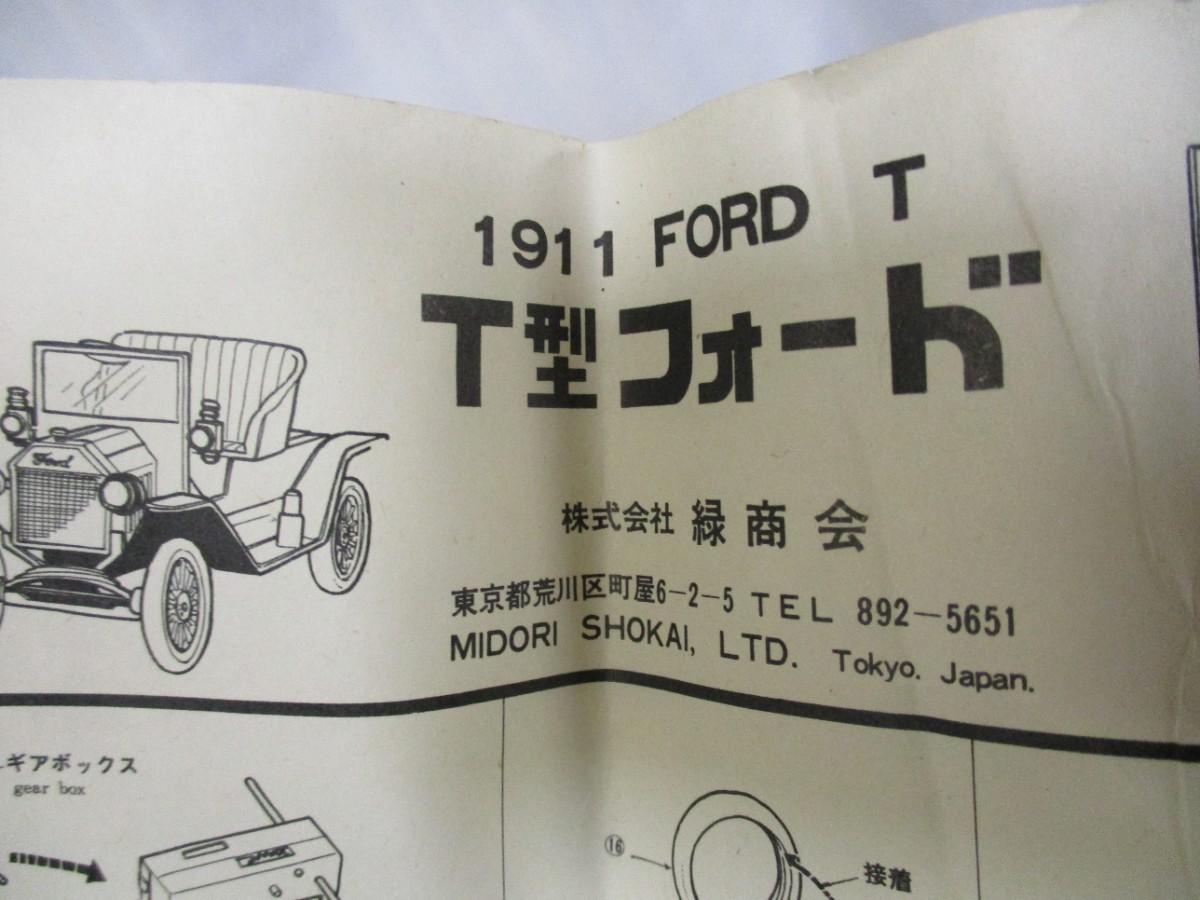 1911 FORD T
T型フォード
Ford
株式会社 緑商会
東京都荒川区町屋6-2-5 TEL 892-5651
MIDORI SHOKAI, LTD. Tokyo. Japan.
ギアボックス
gear box
⑯
接着